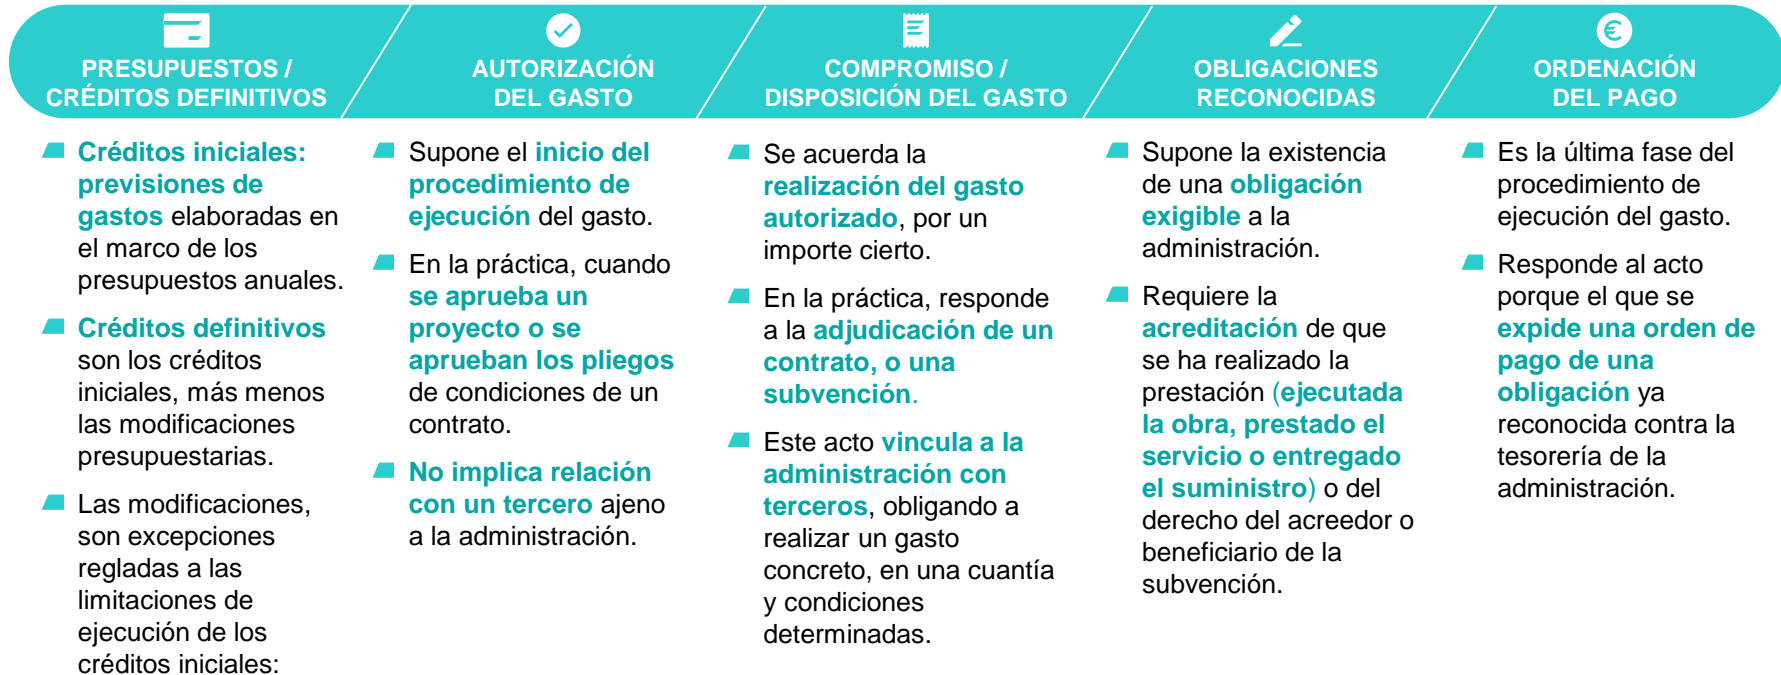 PRESUPUESTOS /
CRÉDITOS DEFINITIVOS
AUTORIZACIÓN
DEL GASTO
COMPROMISO /
DISPOSICIÓN DEL GASTO
OBLIGACIONES
RECONOCIDAS
ORDENACIÓN
DEL PAGO
Créditos iniciales:
previsiones de
gastos elaboradas en
el marco de los
presupuestos anuales.
Créditos definitivos
son los créditos
iniciales, más menos
las modificaciones
presupuestarias.
Las modificaciones,
son excepciones
regladas a las
limitaciones de
ejecución de los
créditos iniciales:
Supone el inicio del
procedimiento de
ejecución del gasto.
En la práctica, cuando
se aprueba un
proyecto o se
aprueban los pliegos
de condiciones de un
contrato.
No implica relación
con un tercero ajeno
a la administración.
Se acuerda la
realización del gasto
autorizado, por un
importe cierto.
En la práctica, responde
a la adjudicación de un
contrato, o una
subvención.
Este acto vincula a la
administración con
terceros, obligando a
realizar un gasto
concreto, en una cuantía
y condiciones
determinadas.
Supone la existencia
de una obligación
exigible a la
administración.
Requiere la
acreditación de que
se ha realizado la
prestación (ejecutada
la obra, prestado el
servicio o entregado
el suministro) o del
derecho del acreedor o
beneficiario de la
subvención.
Es la última fase del
procedimiento de
ejecución del gasto.
Responde al acto
porque el que se
expide una orden de
pago de una
obligación ya
reconocida contra la
tesorería de la
administración.